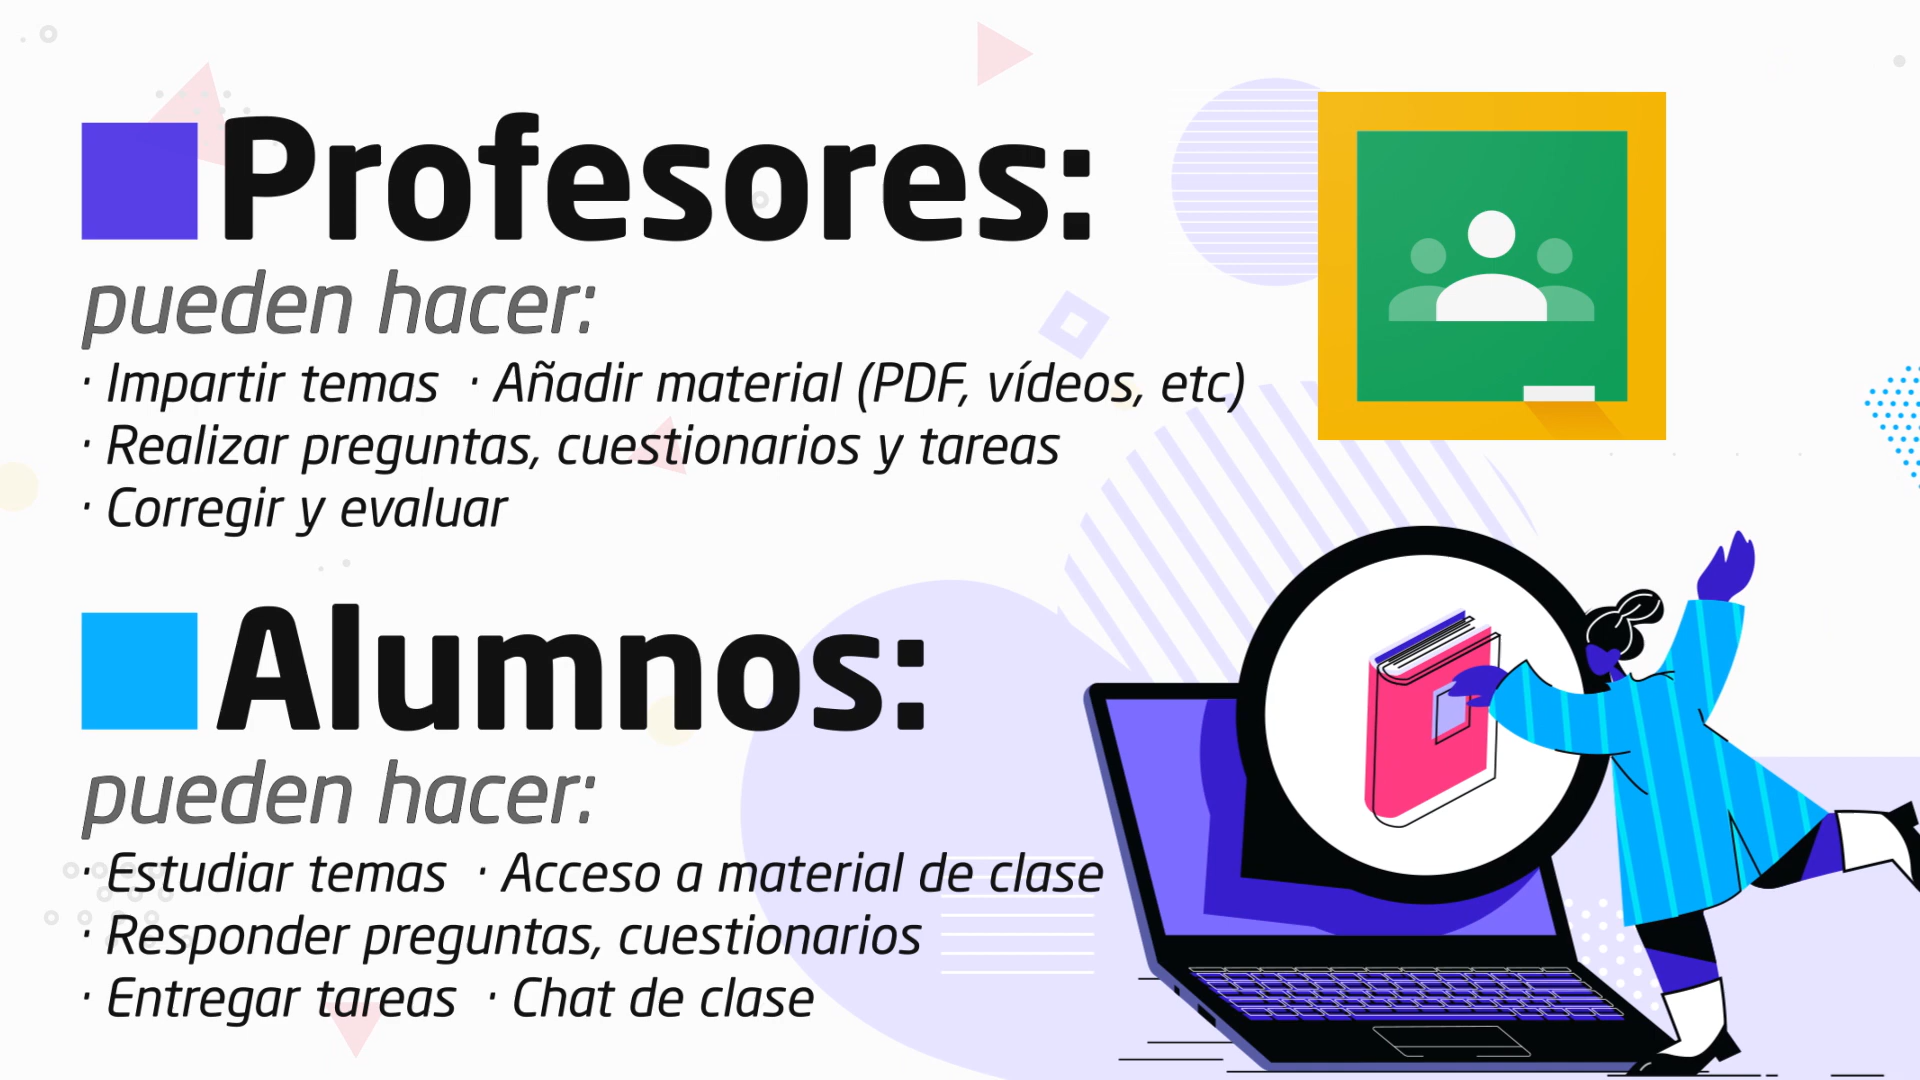 Profesores:
pueden hacer:
· Impartir temas · Añadir material (PDF, vídeos, etc)
· Realizar preguntas, cuestionarios y tareas
· Corregir y evaluar
Alumnos:
pueden hacer:
· Estudiar temas · Acceso a material de clase
· Responder preguntas, cuestionarios
· Entregar tareas · Chat de clase